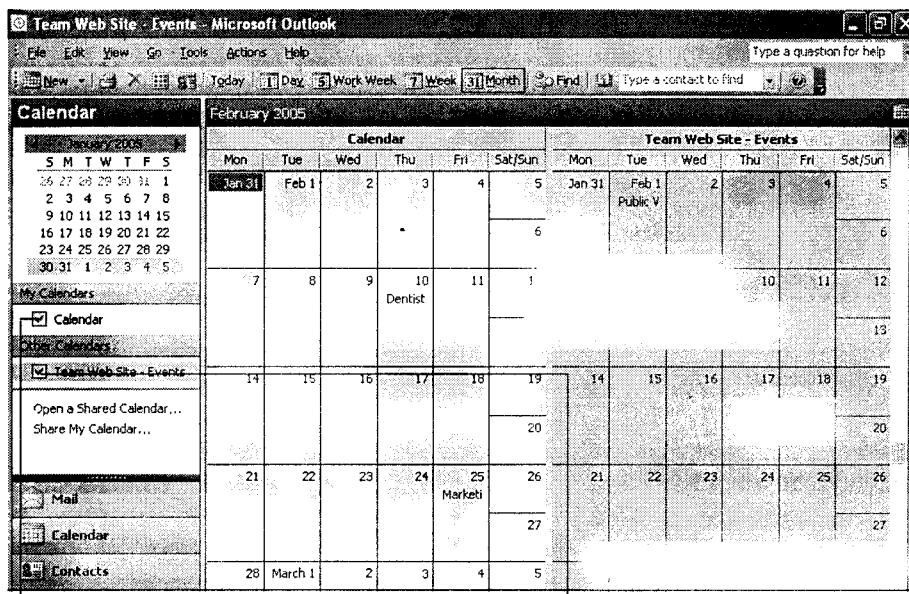 Team Web Site - Events - Microsoft Outlook
File Edit View Go Tools Actions Help Type a question for help
New Today 1 Day 5 Work Week 7 Week 31 Month Find Type a contact to find
Calendar February 2005
January 2005 Calendar Team Web Site - Events
S M T W T F S Mon Tue Wed Thu Fri Sat/Sun Mon Tue Wed Thu Fri Sat/Sun
26 27 28 29 30 31 1 Jan 31 Feb 1 2 3 4 5 Jan 31 Feb 1 2 3 4 5
2 3 4 5 6 7 8 Public V
9 10 11 12 13 14 15
16 17 18 19 20 21 22 6 6
23 24 25 26 27 28 29
30 31 1 2 3 4 5 7 8 9 10 11 10 11 12
My Calendars Dentist
Calendar 13
Other Calendars
Team Web Site - Events 14 15 16 17 18 19 14 15 16 17 18 19
Open a Shared Calendar...
Share My Calendar... 20 20
21 22 23 24 25 26 21 22 23 24 25 26
Mail Marketi
27 27
Calendar
Contacts 28 March 1 2 3 4 5